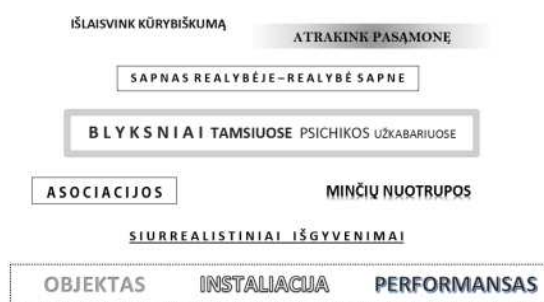 IŠLAISVINK KŪRYBIŠKUMĄ
ATRAKINK PASĄMONĘ
SAPNAS REALYBĖJE–REALYBĖ SAPNE
BLYKSNIAI TAMSIUOSE PSICHIKOS UŽKABARIUOSE
ASOCIACIJOS
MINČIŲ NUOTRUPOS
SIURREALISTINIAI IŠGYVENIMAI
OBJEKTAS INSTALIACIJA PERFORMANSAS